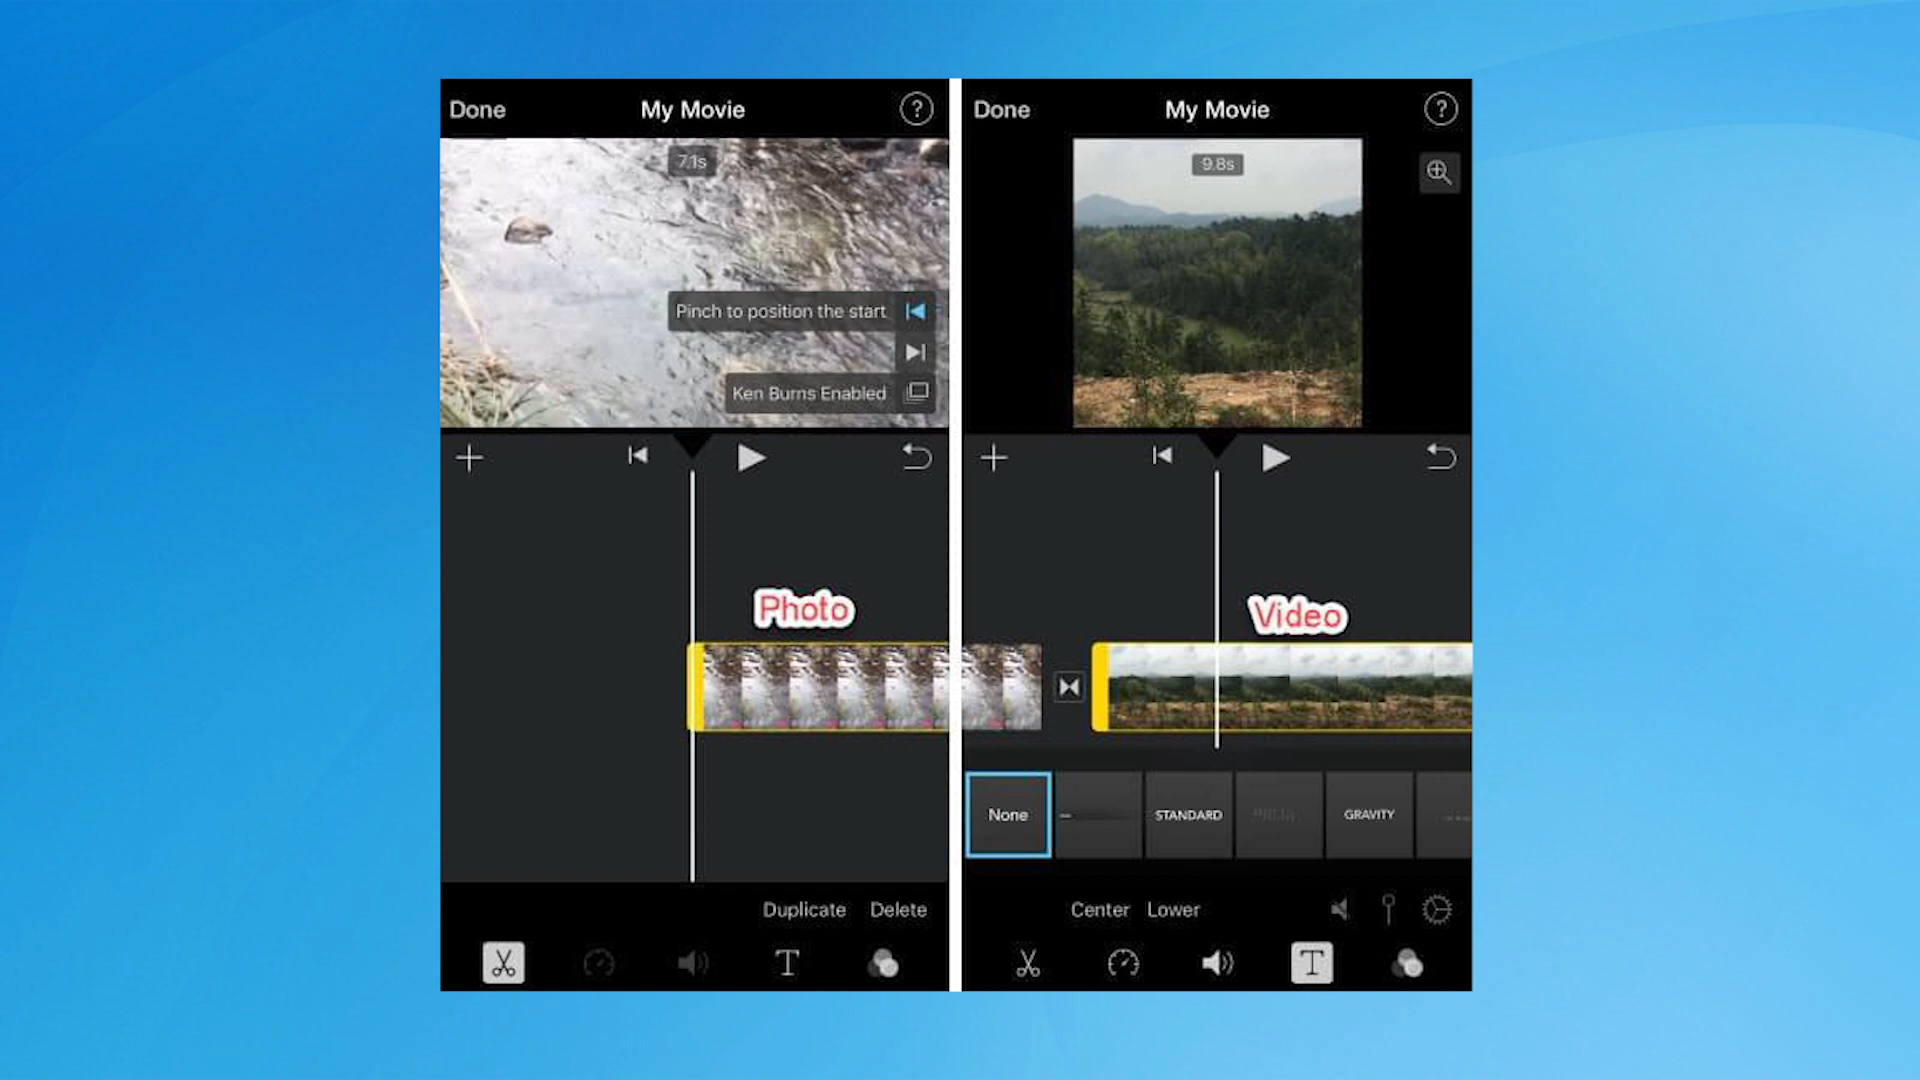 Done My Movie ?
7.1s
Pinch to position the start
Ken Burns Enabled
Photo
Duplicate Delete
T
Done My Movie ?
9.8s
Video
None STANDARD GRAVITY
Center Lower
T